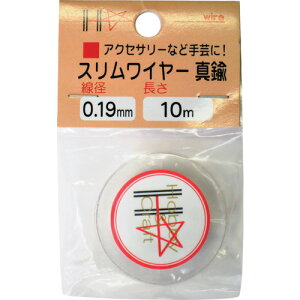 wire
アクセサリーなど手芸に!
スリムワイヤー 真鍮
線径 長さ
0.19mm 10m
Hobby
Craft